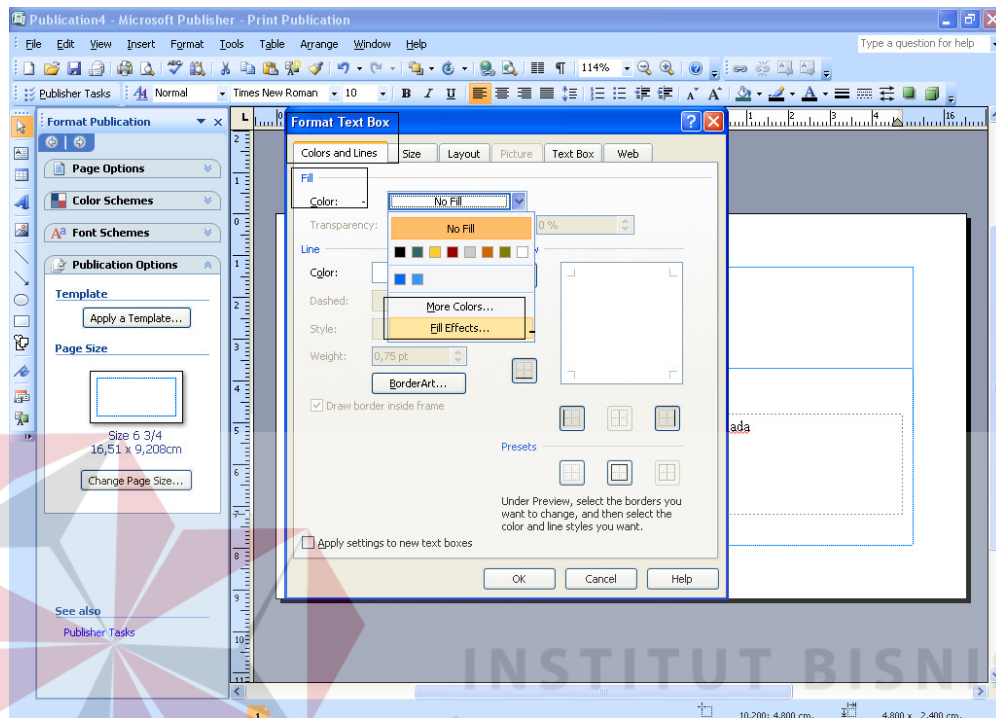 Publication4 - Microsoft Publisher - Print Publication
File Edit View Insert Format Tools Table Arrange Window Help
Type a question for help
114%
Publisher Tasks
Normal
Times New Roman
10
B I U
Format Publication
Page Options
Color Schemes
Font Schemes
Publication Options
Template
Apply a Template...
Page Size
Size 6 3/4
16,51 x 9,208cm
Change Page Size...
See also
Publisher Tasks
Format Text Box
Colors and Lines Size Layout Picture Text Box Web
Fill
Color: No Fill
Transparency: 0 %
No Fill
More Colors...
Fill Effects...
Line
Color:
Dashed:
Style:
Weight: 0,75 pt
BorderArt...
Draw border inside frame
Presets
Under Preview, select the borders you
want to change, and then select the
color and line styles you want.
Apply settings to new text boxes
OK Cancel Help
ada
INSTITUT BISNI
1
10,200; 4,800 cm. 4,800 x 2,400 cm.